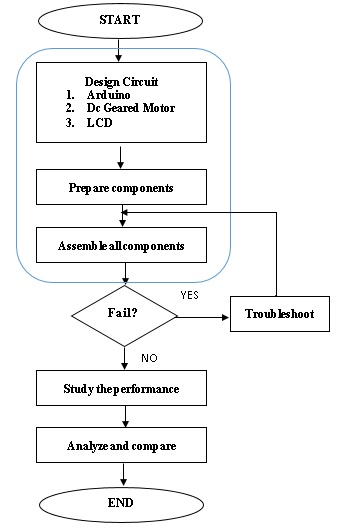 START
Design Circuit
1. Arduino
2. Dc Geared Motor
3. LCD
Prepare components
Assemble all components
Fail?
YES
Troubleshoot
NO
Study the performance
Analyze and compare
END